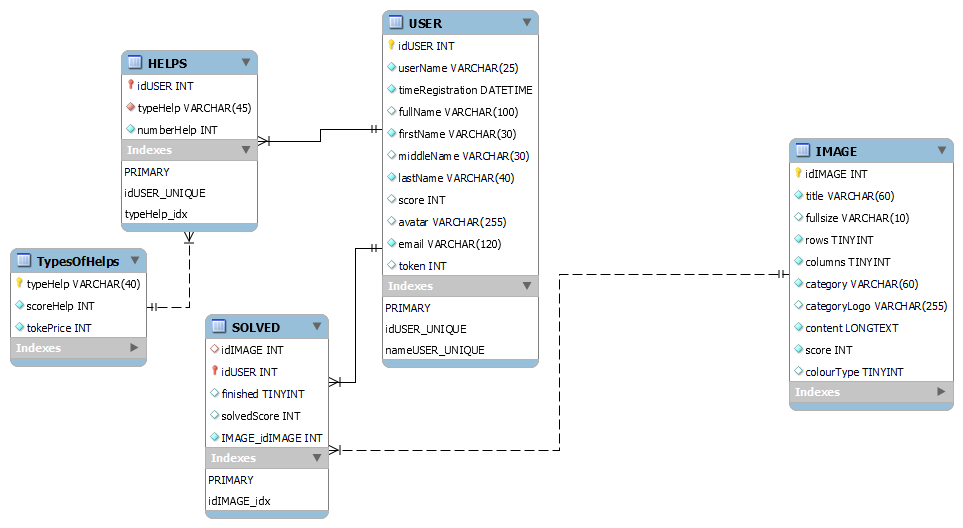 USER
idUSER INT
userName VARCHAR(25)
timeRegistration DATETIME
fullName VARCHAR(100)
firstName VARCHAR(30)
middleName VARCHAR(30)
lastName VARCHAR(40)
score INT
avatar VARCHAR(255)
email VARCHAR(120)
token INT
Indexes
PRIMARY
idUSER_UNIQUE
nameUSER_UNIQUE
HELPS
idUSER INT
typeHelp VARCHAR(45)
numberHelp INT
Indexes
PRIMARY
idUSER_UNIQUE
typeHelp_idx
IMAGE
idIMAGE INT
title VARCHAR(60)
fullsize VARCHAR(10)
rows TINYINT
columns TINYINT
category VARCHAR(60)
categoryLogo VARCHAR(255)
content LONGTEXT
score INT
colourType TINYINT
Indexes
TypesOfHelps
typeHelp VARCHAR(40)
scoreHelp INT
tokePrice INT
Indexes
SOLVED
idIMAGE INT
idUSER INT
finished TINYINT
solvedScore INT
IMAGE_idIMAGE INT
Indexes
PRIMARY
idIMAGE_idx